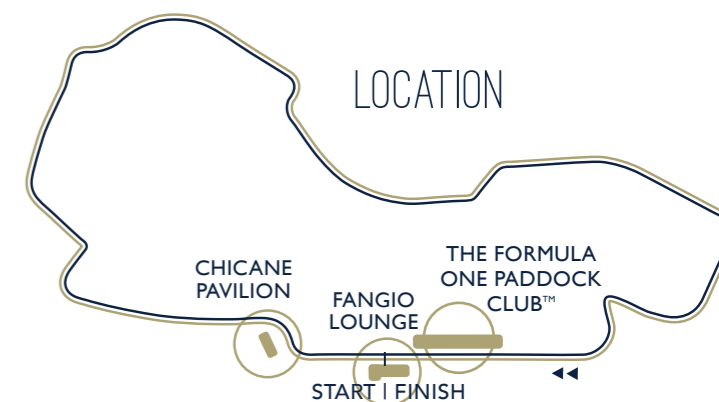 LOCATION
CHICANE
PAVILION
FANGIO
LOUNGE
THE FORMULA
ONE PADDOCK
CLUB™
START | FINISH